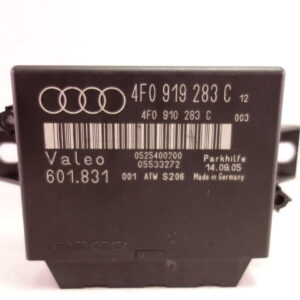 4F0 919 283 C 12
4F0 910 283 C 003
Valeo 0525400200 Parkhilfe
601.831 05533272 14.09.05
001 ATW S206 Made in Germany